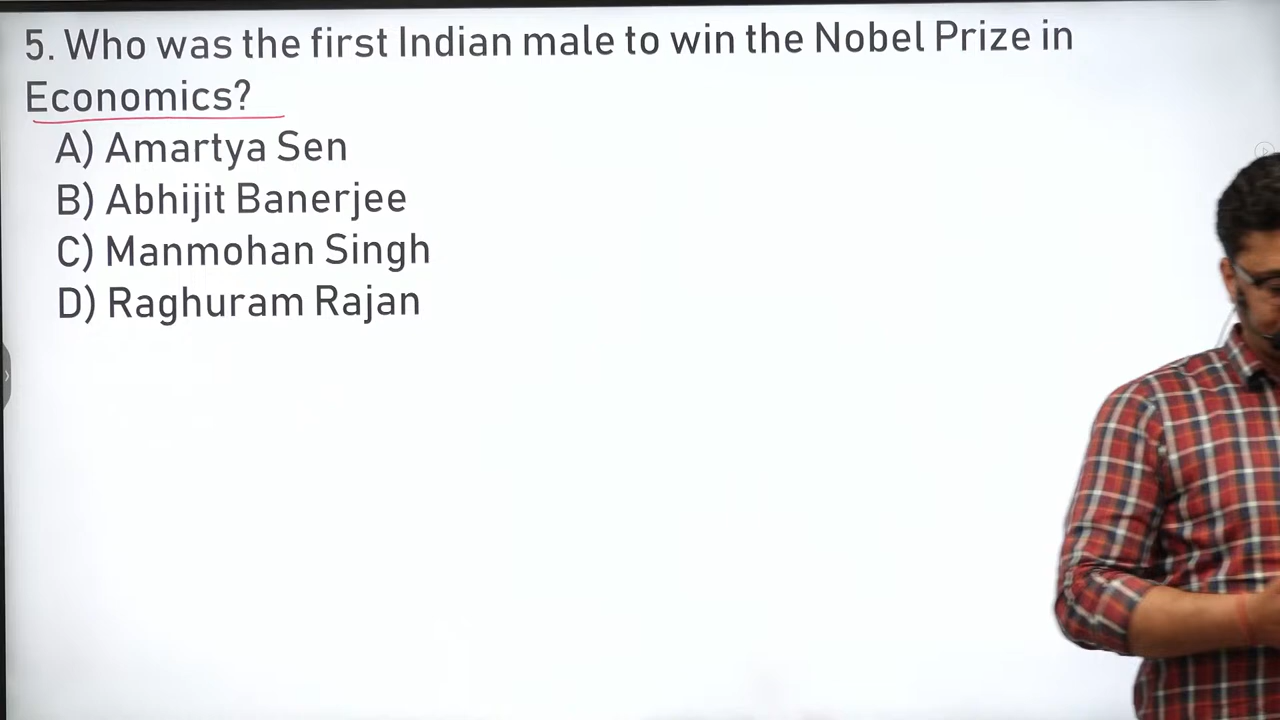 5. Who was the first Indian male to win the Nobel Prize in
Economics?
A) Amartya Sen
B) Abhijit Banerjee
C) Manmohan Singh
D) Raghuram Rajan